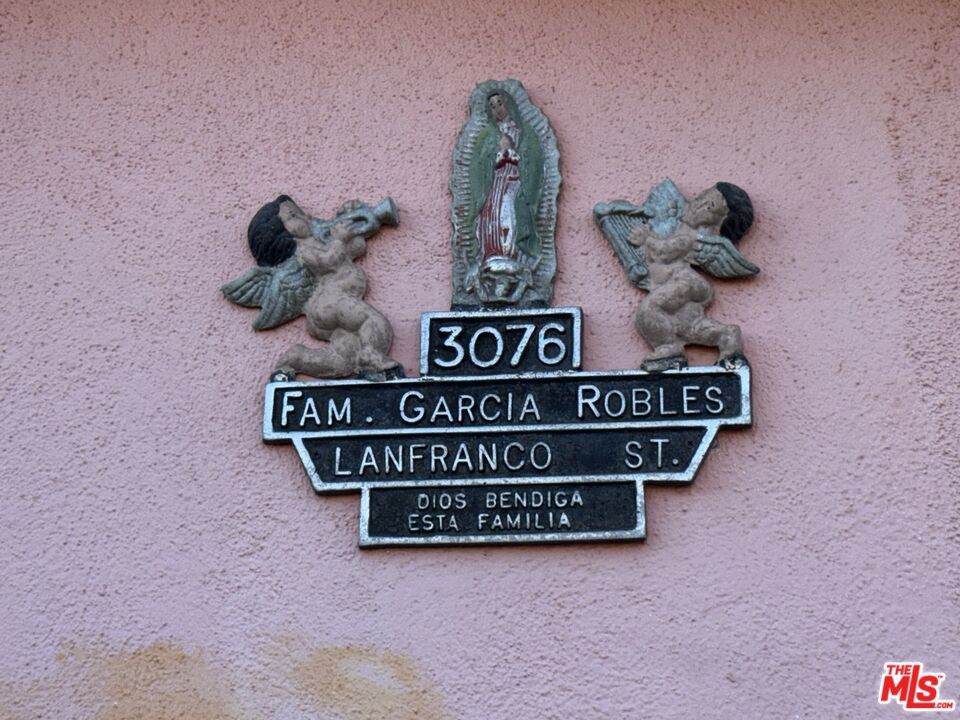 3076
FAM. GARCIA ROBLES
LANFRANCO ST.
DIOS BENDIGA
ESTA FAMILIA
THE
MLS
.COM